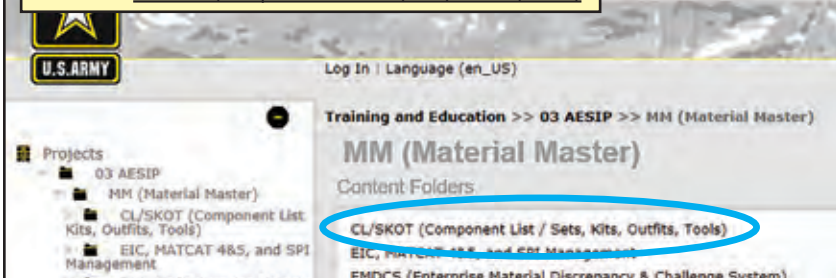 U.S.ARMY
Log In | Language (en_US)
Training and Education >> 03 AESIP >> MM (Material Master)
Projects
03 AESIP
MM (Material Master)
CL/SKOT (Component List
Kits, Outfits, Tools)
EIC, MATCAT 4&5, and SPI
Management
MM (Material Master)
Content Folders
CL/SKOT (Component List / Sets, Kits, Outfits, Tools)
EIC, MATCAT 4&5, and SPI Management
EMDCS (Enterprise Material Discrepancy & Challenge System)